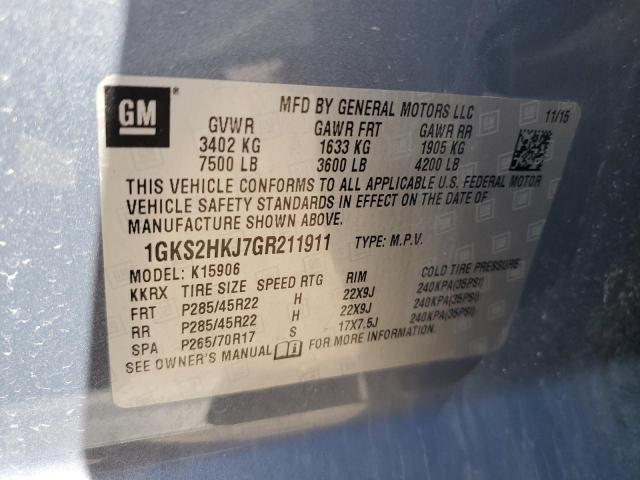 GM
®
MFD BY GENERAL MOTORS LLC 11/15
GVWR GAWR FRT GAWR RR
3402 KG 1633 KG 1905 KG
7500 LB 3600 LB 4200 LB
THIS VEHICLE CONFORMS TO ALL APPLICABLE U.S. FEDERAL MOTOR
VEHICLE SAFETY STANDARDS IN EFFECT ON THE DATE OF
MANUFACTURE SHOWN ABOVE.
1GKS2HKJ7GR211911 TYPE: M.P.V.
MODEL: K15906
KKRX TIRE SIZE SPEED RTG RIM COLD TIRE PRESSURE
FRT P285/45R22 H 22X9J 240KPA(35PSI)
RR P285/45R22 H 22X9J 240KPA(35PSI)
SPA P265/70R17 S 17X7.5J 240KPA(35PSI)
SEE OWNER'S MANUAL FOR MORE INFORMATION.